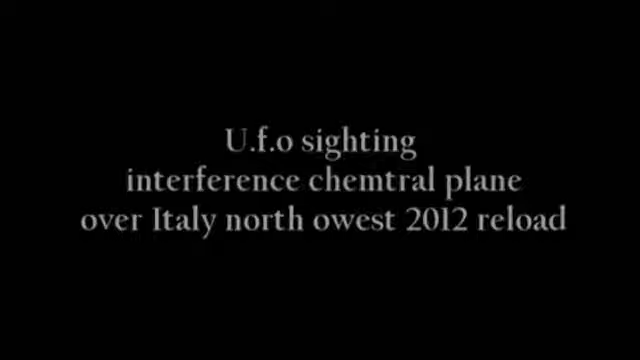 U.f.o sighting
interference chemtral plane
over Italy north owest 2012 reload